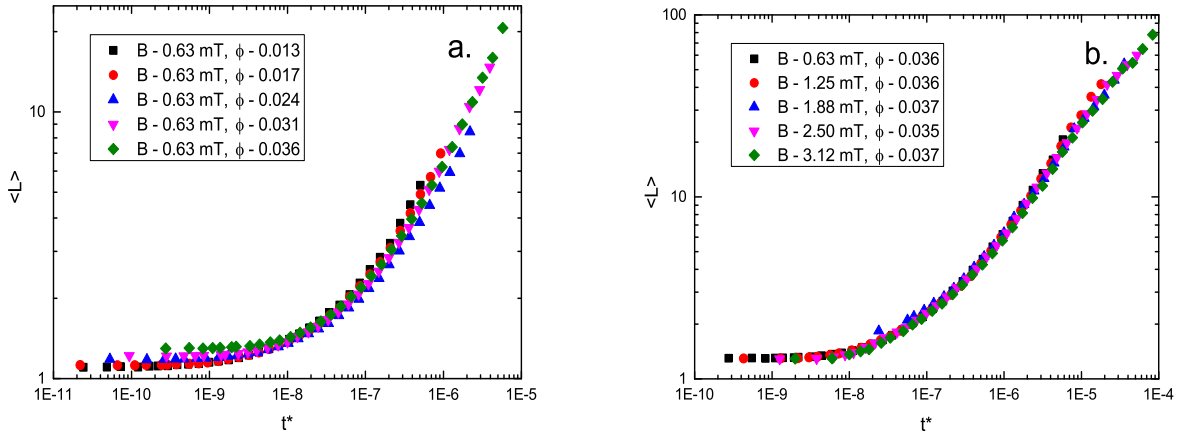 a.
B - 0.63 mT, ϕ - 0.013
B - 0.63 mT, ϕ - 0.017
B - 0.63 mT, ϕ - 0.024
B - 0.63 mT, ϕ - 0.031
B - 0.63 mT, ϕ - 0.036
10
1
<L>
1E-11 1E-10 1E-9 1E-8 1E-7 1E-6 1E-5
t*
b.
B - 0.63 mT, ϕ - 0.036
B - 1.25 mT, ϕ - 0.036
B - 1.88 mT, ϕ - 0.037
B - 2.50 mT, ϕ - 0.035
B - 3.12 mT, ϕ - 0.037
100
10
1
<L>
1E-10 1E-9 1E-8 1E-7 1E-6 1E-5 1E-4
t*